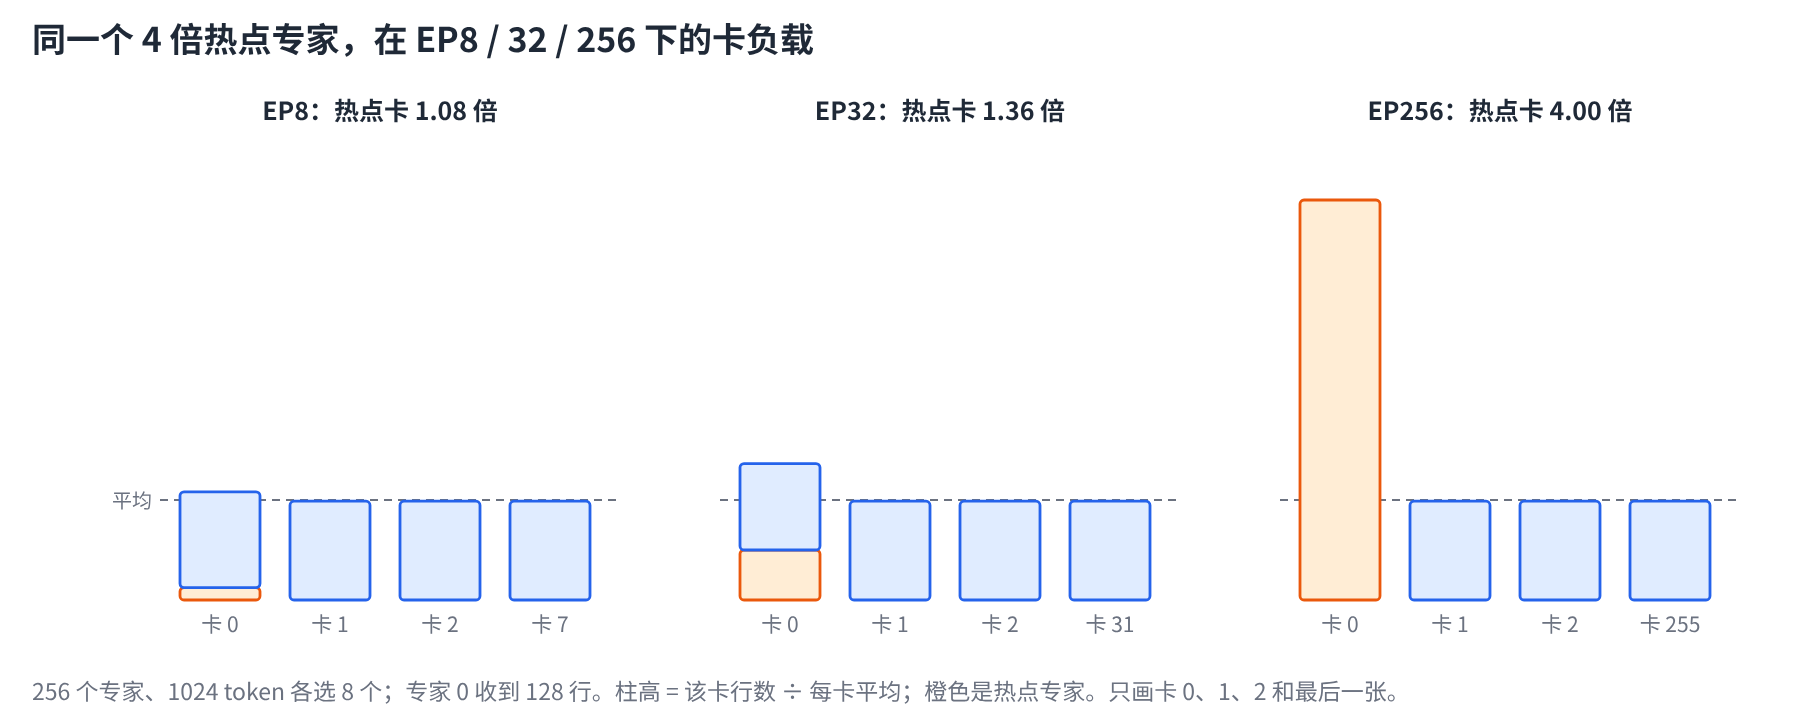 同一个 4 倍热点专家，在 EP8 / 32 / 256 下的卡负载
EP8：热点卡 1.08 倍
EP32：热点卡 1.36 倍
EP256：热点卡 4.00 倍
平均
卡 0
卡 1
卡 2
卡 7
卡 0
卡 1
卡 2
卡 31
卡 0
卡 1
卡 2
卡 255
256 个专家、1024 token 各选 8 个；专家 0 收到 128 行。柱高 = 该卡行数 ÷ 每卡平均；橙色是热点专家。只画卡 0、1、2 和最后一张。